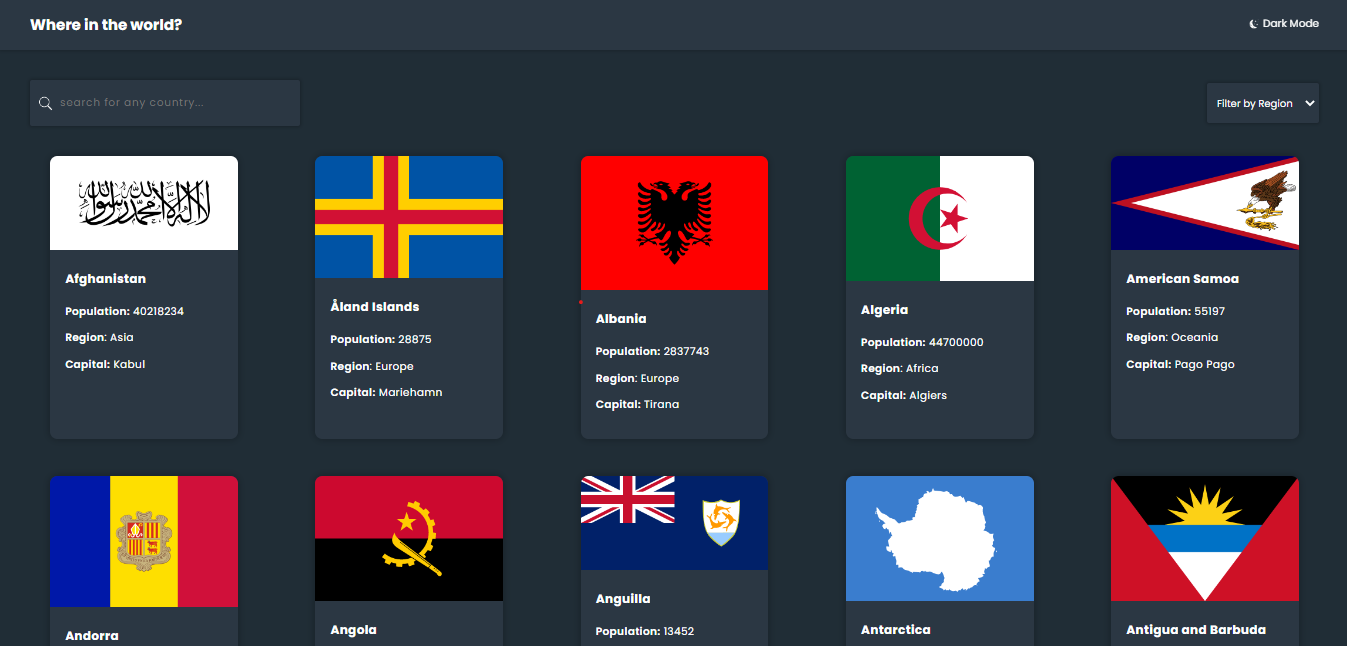 Where in the world?
Dark Mode
search for any country...
Filter by Region
لا إله إلا الله محمد رسول الله
Afghanistan
Population: 40218234
Region: Asia
Capital: Kabul
Åland Islands
Population: 28875
Region: Europe
Capital: Mariehamn
Albania
Population: 2837743
Region: Europe
Capital: Tirana
Algeria
Population: 44700000
Region: Africa
Capital: Algiers
American Samoa
Population: 55197
Region: Oceania
Capital: Pago Pago
Andorra
Angola
Anguilla
Population: 13452
Antarctica
Antigua and Barbuda